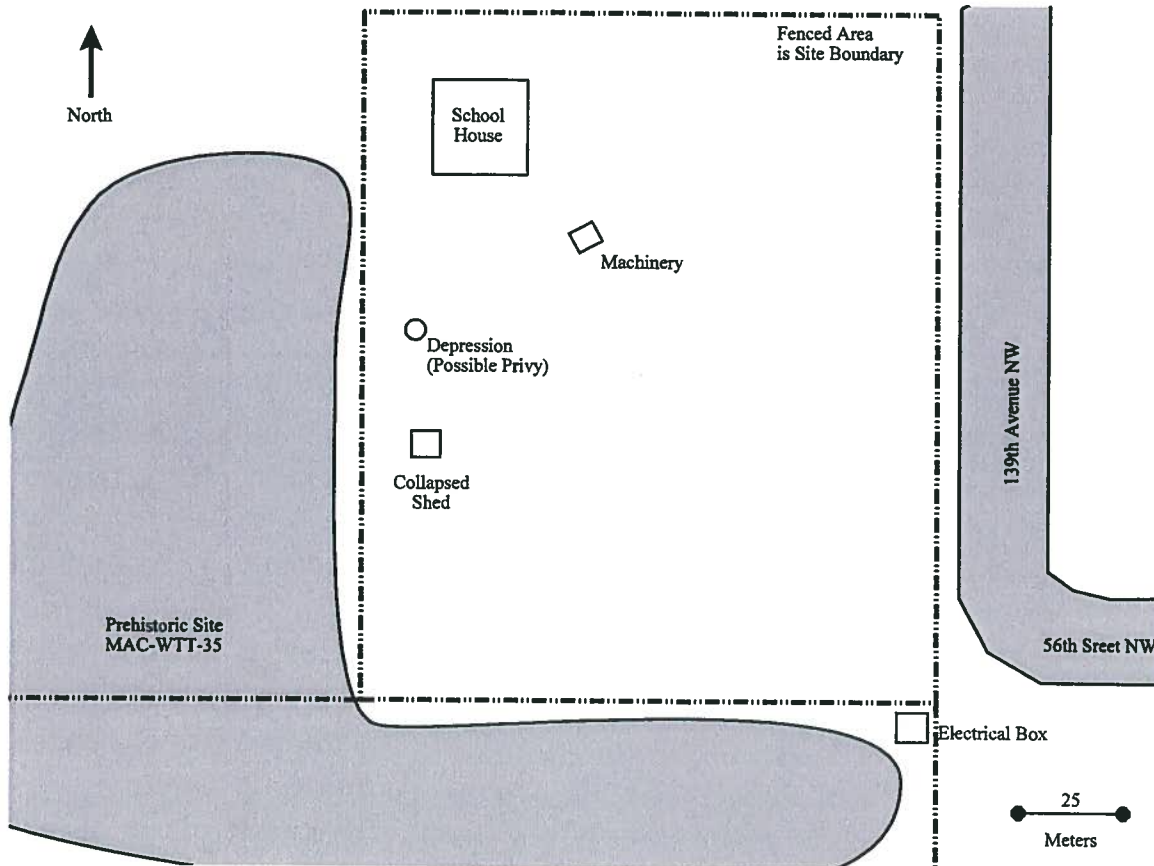 Fenced Area
is Site Boundary
North
School
House
Machinery
Depression
(Possible Privy)
139th Avenue NW
Collapsed
Shed
Prehistoric Site
MAC-WTT-35
56th Sreet NW
Electrical Box
25
Meters